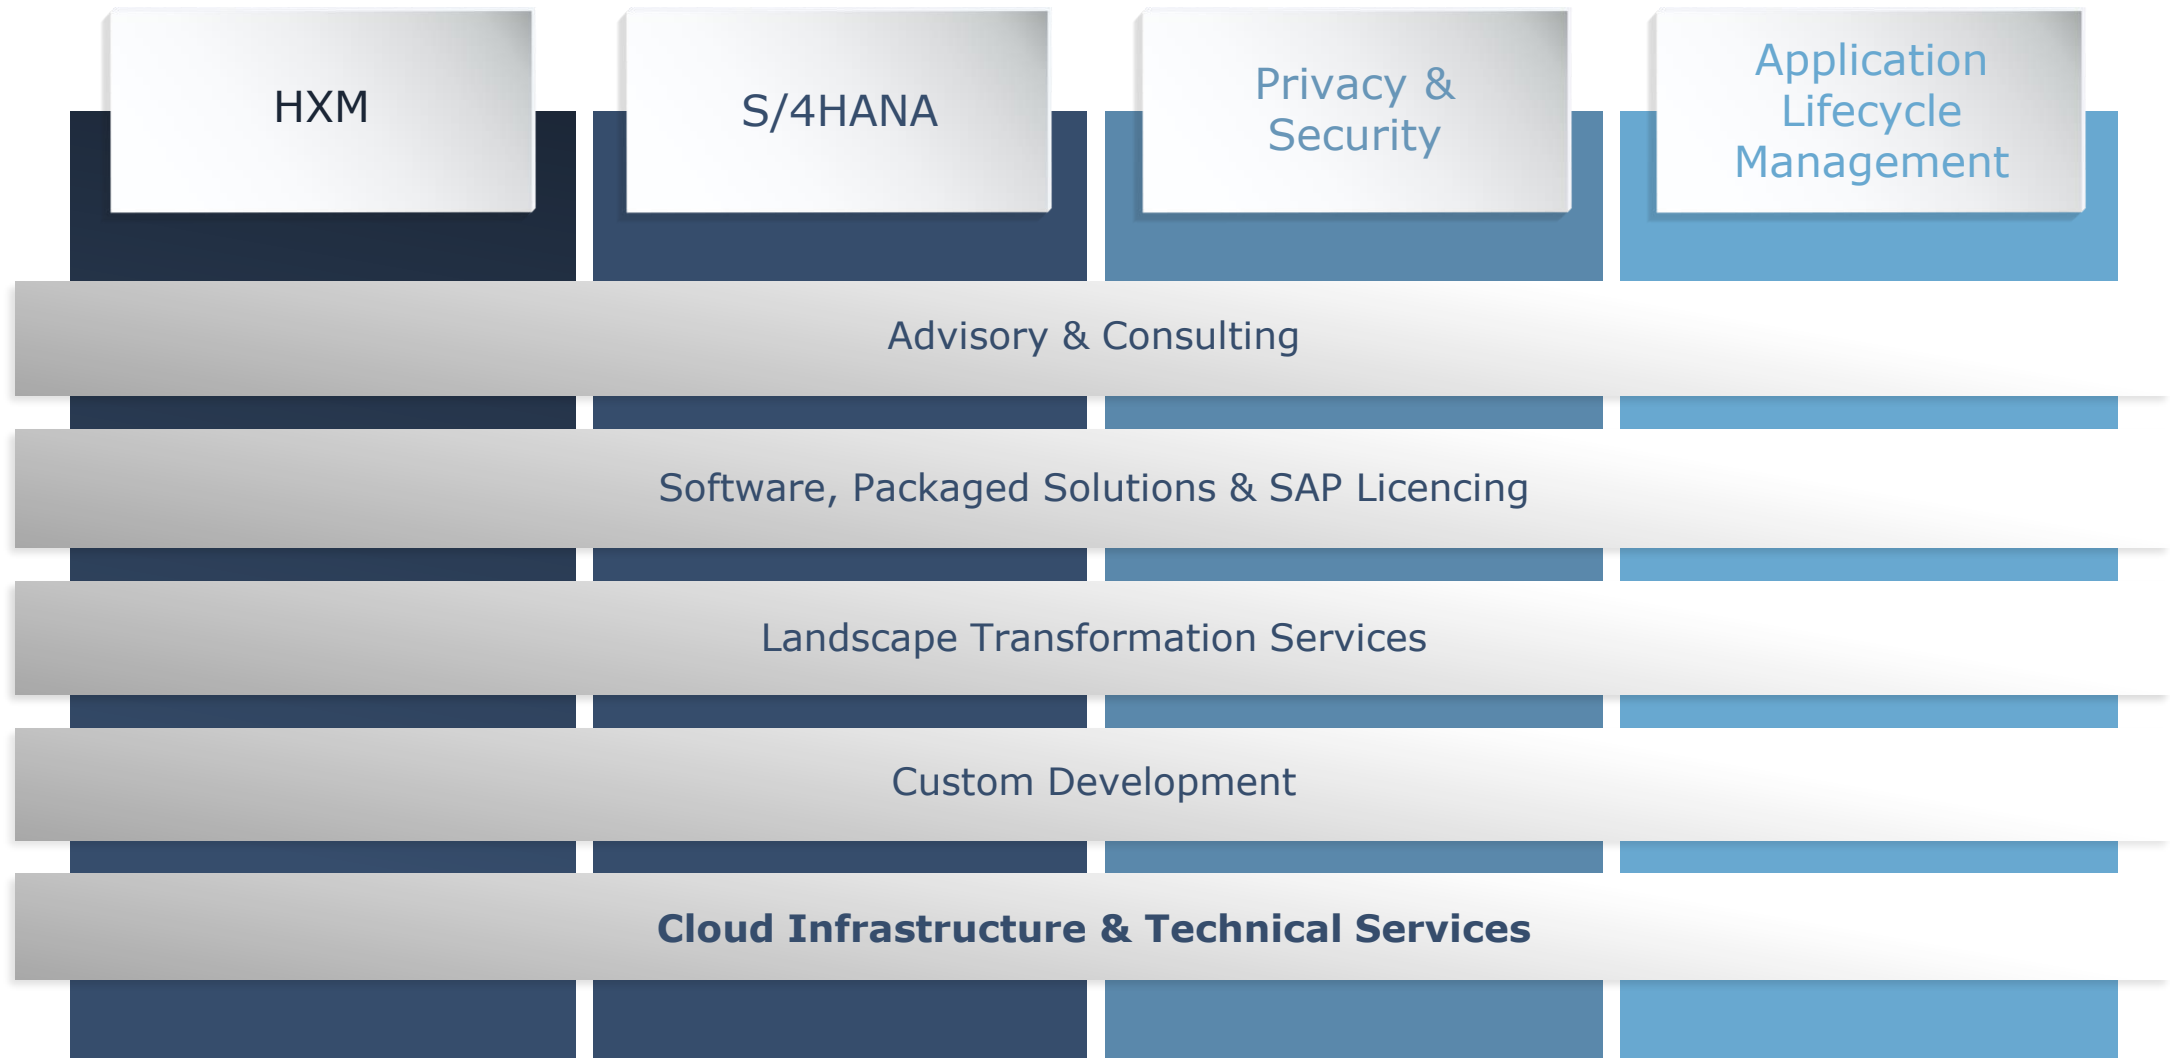 HXM
S/4HANA
Privacy &
Security
Application
Lifecycle
Management
Advisory & Consulting
Software, Packaged Solutions & SAP Licencing
Landscape Transformation Services
Custom Development
Cloud Infrastructure & Technical Services